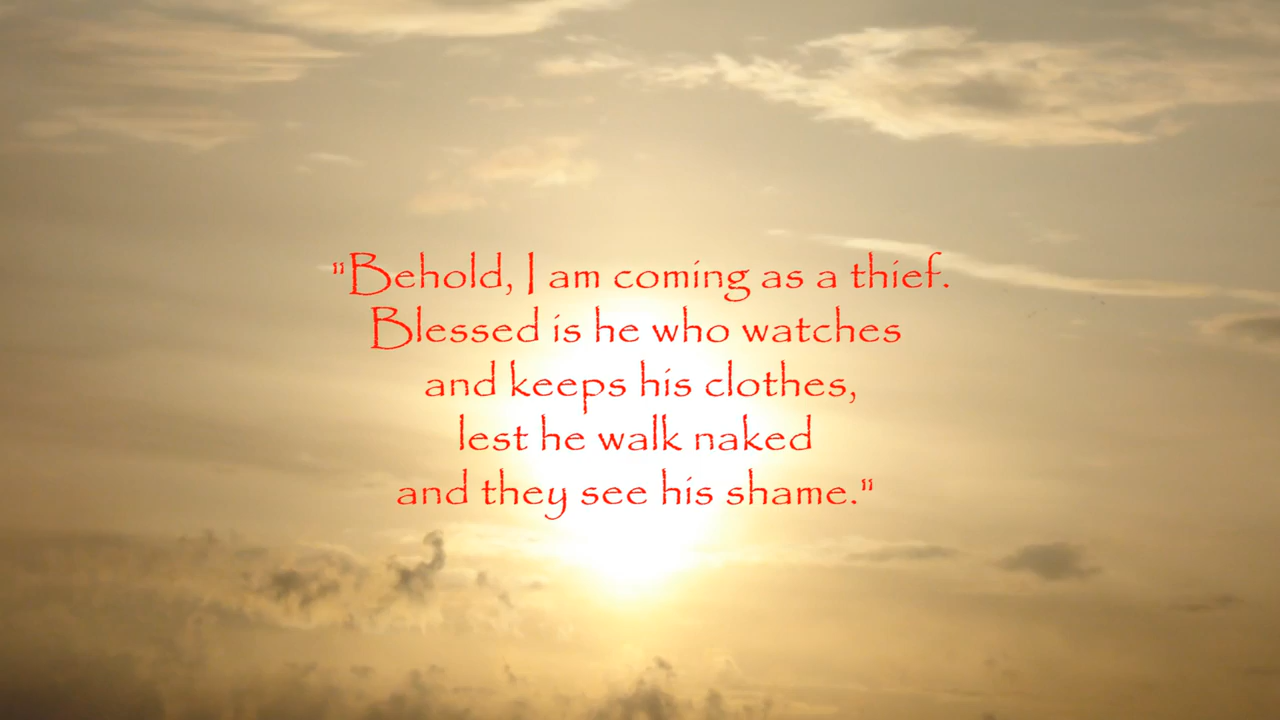 "Behold, I am coming as a thief.
Blessed is he who watches
and keeps his clothes,
lest he walk naked
and they see his shame."